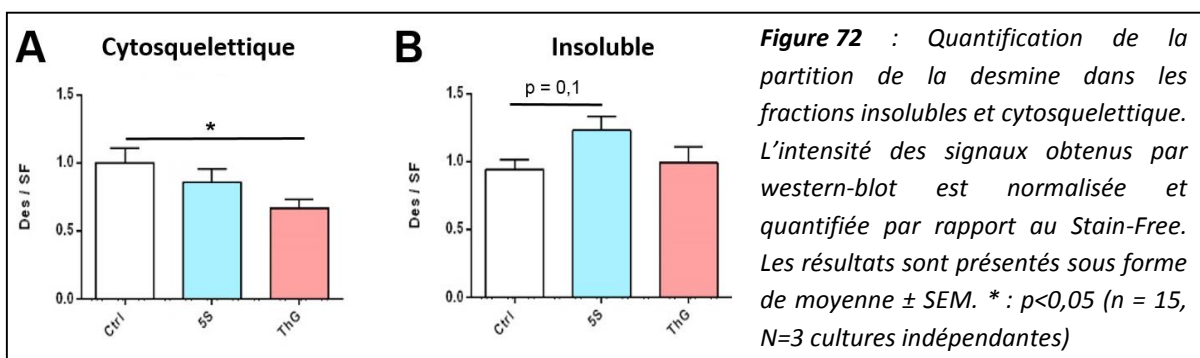 A
Cytosquelettique
1.5
1.0
0.5
0.0
Des / SF
*
Ctrl
5S
ThG
B
Insoluble
p = 0,1
1.5
1.0
0.5
0.0
Des / SF
Ctrl
5S
ThG
Figure 72 : Quantification de la
partition de la desmine dans les
fractions insolubles et cytosquelettique.
L’intensité des signaux obtenus par
western-blot est normalisée et
quantifiée par rapport au Stain-Free.
Les résultats sont présentés sous forme
de moyenne ± SEM. * : p<0,05 (n = 15,
N=3 cultures indépendantes)